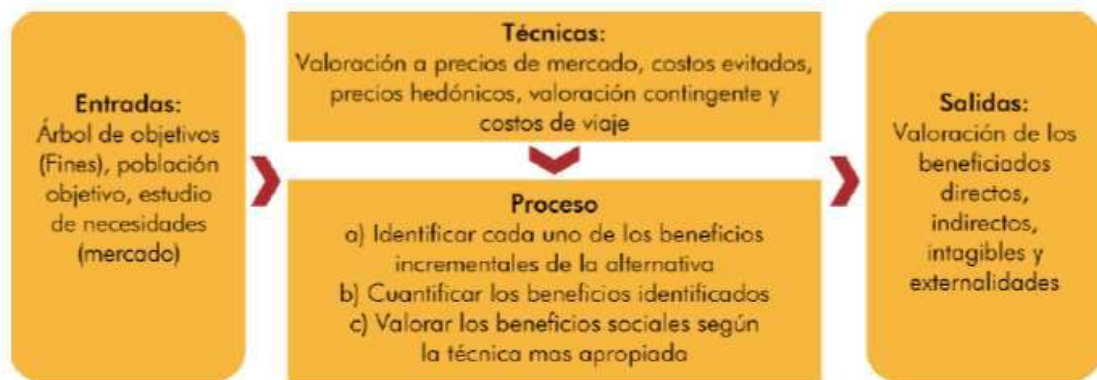 Entradas:
Árbol de objetivos
(Fines), población
objetivo, estudio
de necesidades
(mercado)
Técnicas:
Valoración a precios de mercado, costos evitados,
precios hedónicos, valoración contingente y
costos de viaje
Proceso
a) Identificar cada uno de los beneficios
incrementales de la alternativa
b) Cuantificar los beneficios identificados
c) Valorar los beneficios sociales según
la técnica mas apropiada
Salidas:
Valoración de los
beneficiados
directos,
indirectos,
intagibles y
externalidades